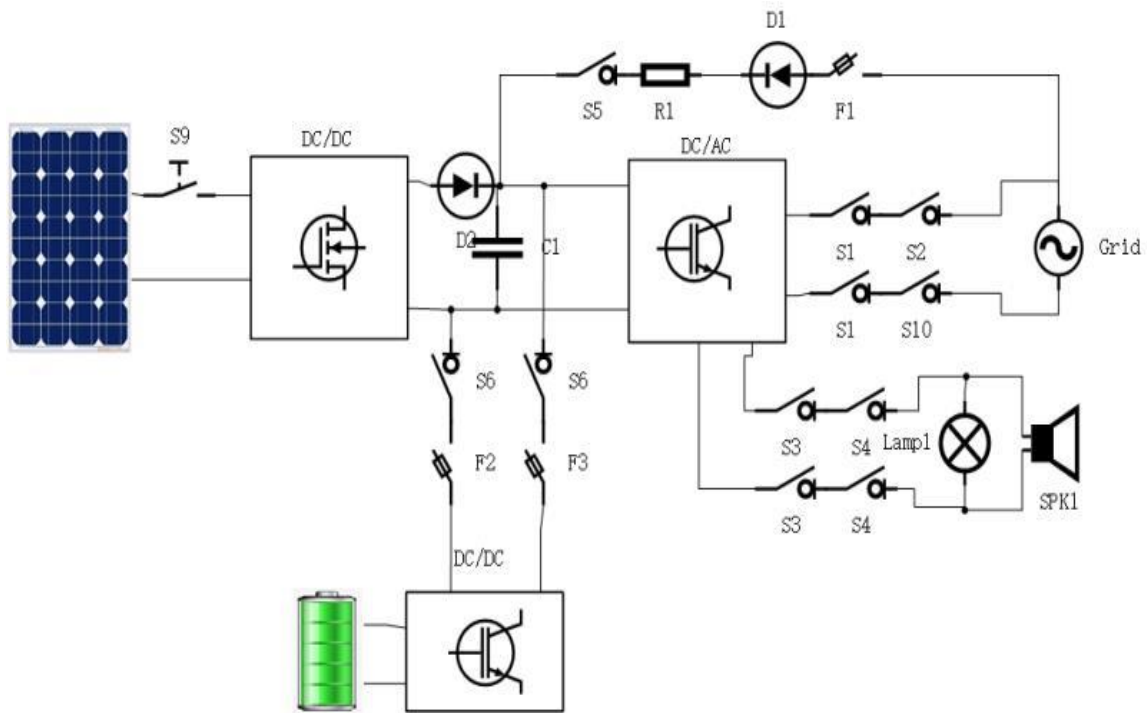 D1
S5
R1
F1
S9
DC/DC
DC/AC
D2
C1
S1
S2
Grid
S1
S10
S6
S6
S3
S4
Lamp1
F2
F3
S3
S4
SPK1
DC/DC